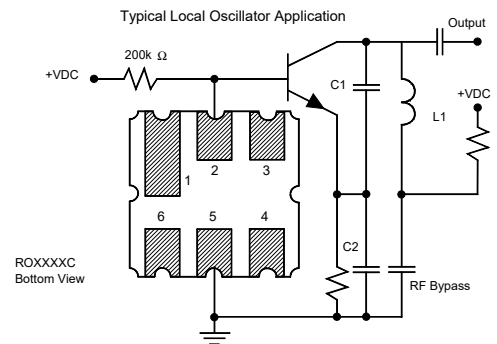 Typical Local Oscillator Application
Output
200k Ω
+VDC
C1
+VDC
L1
1
2
3
6
5
4
C2
ROXXXXC
Bottom View
RF Bypass